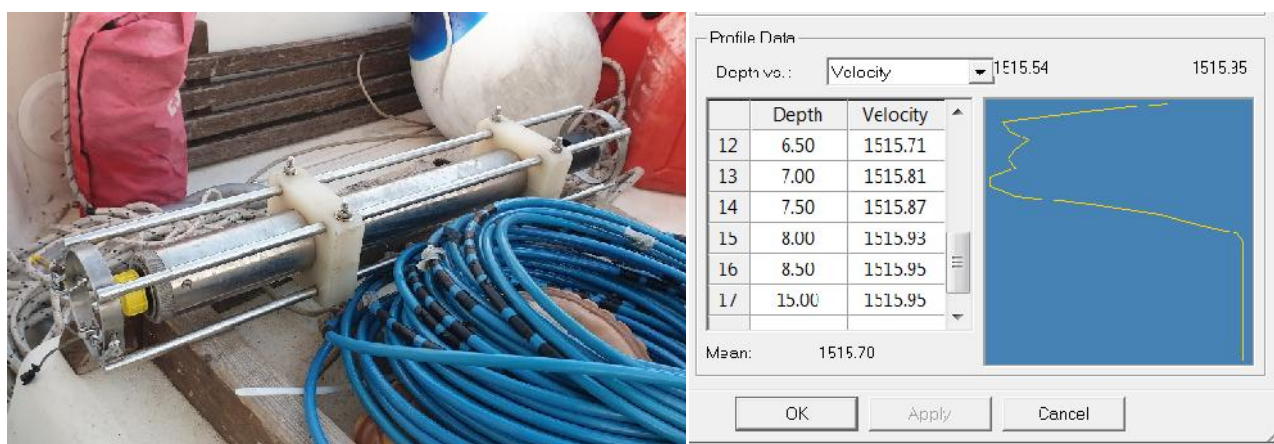 Profile Data
Depth vs.: Velocity 1515.54 1515.95
Depth Velocity
12 6.50 1515.71
13 7.00 1515.81
14 7.50 1515.87
15 8.00 1515.93
16 8.50 1515.95
17 15.00 1515.95
Mean: 1515.70
OK Apply Cancel